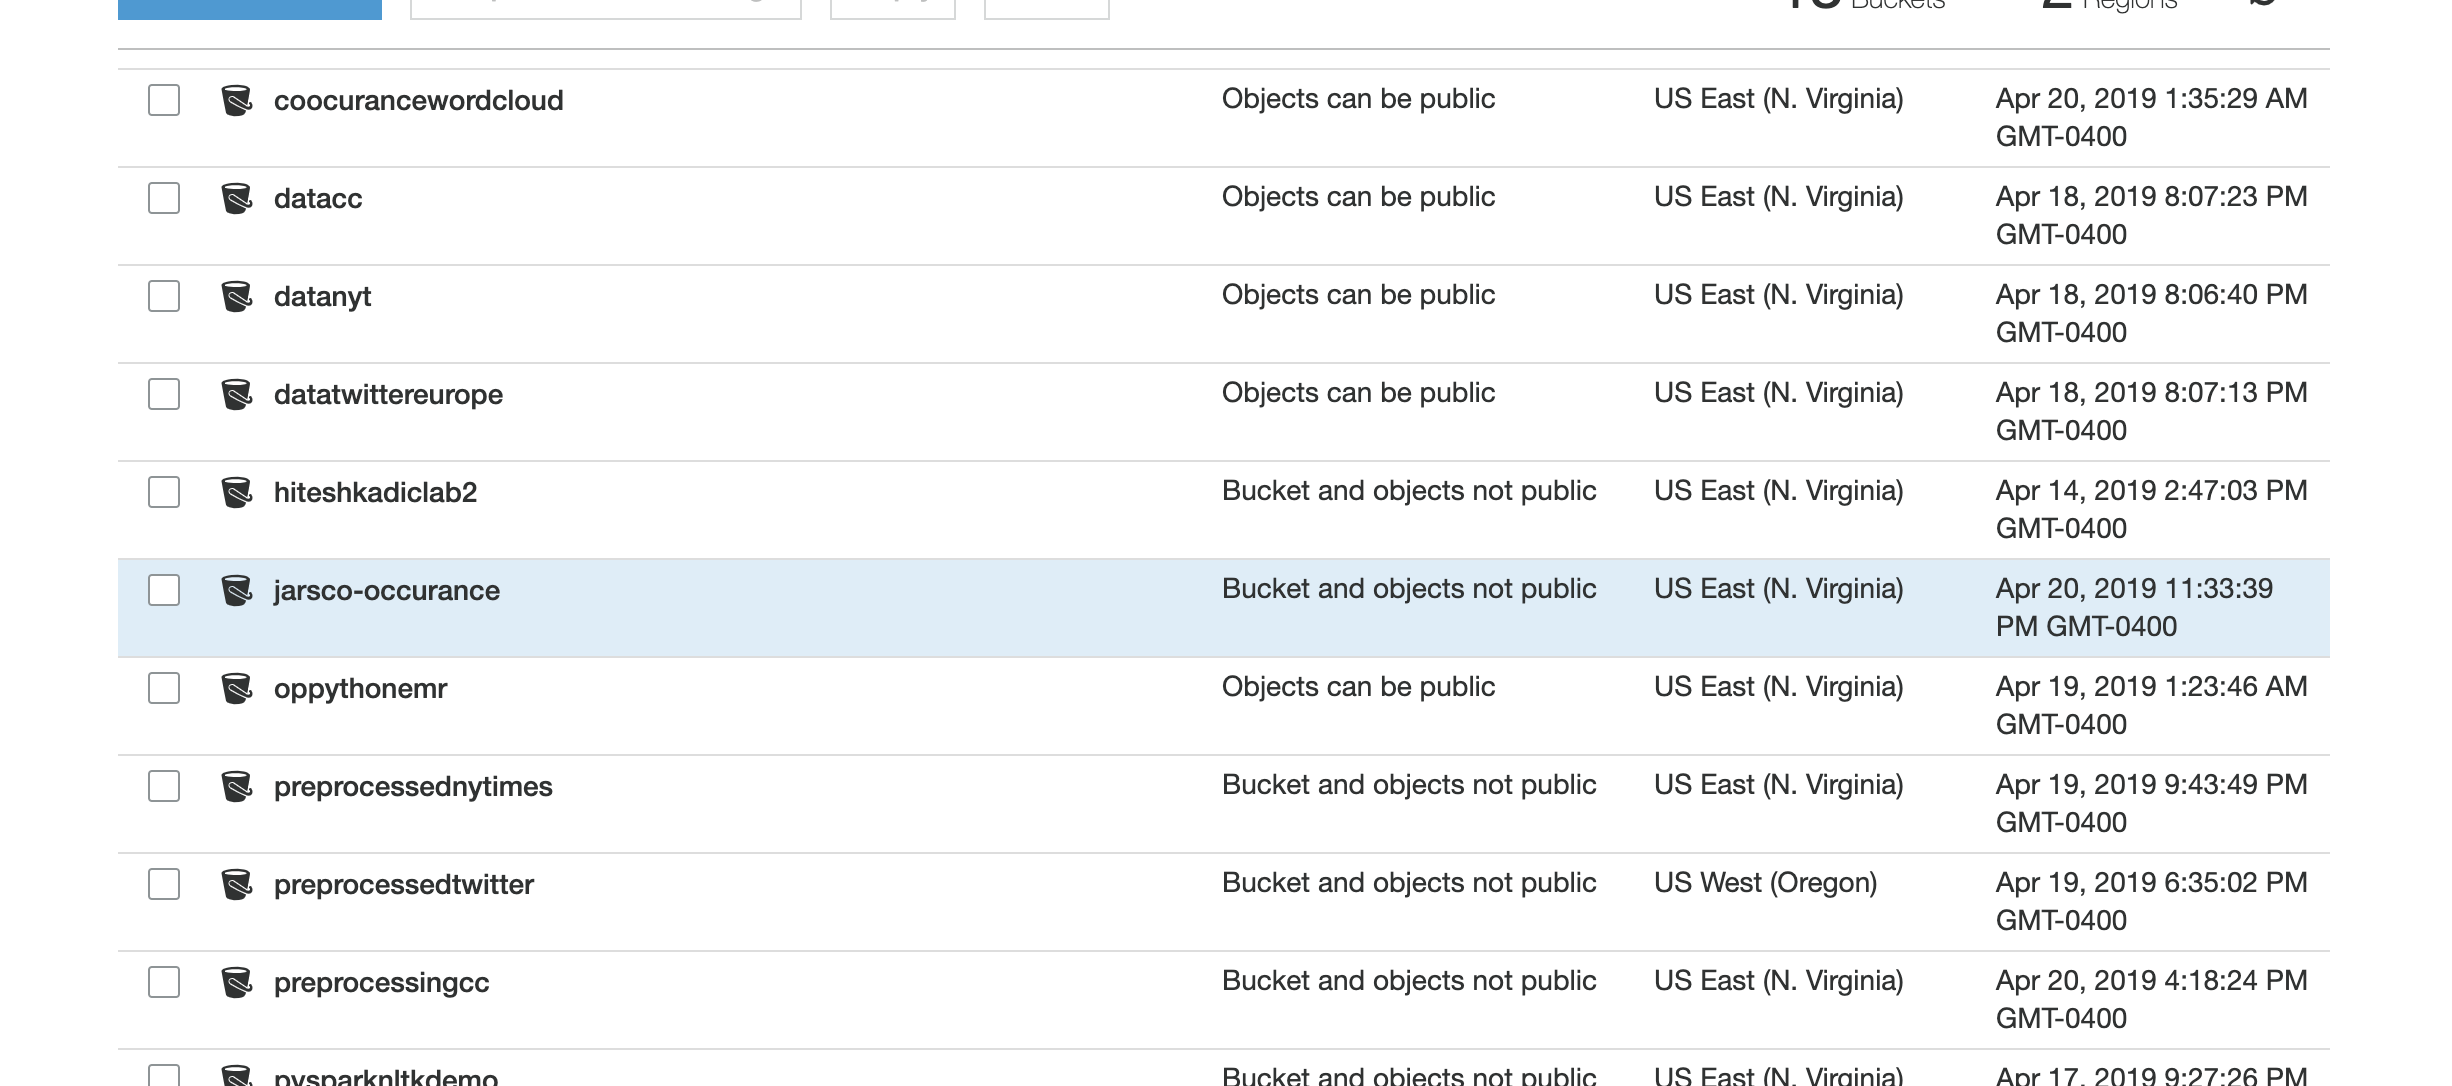 Buckets Regions
coocurancewordcloud Objects can be public US East (N. Virginia) Apr 20, 2019 1:35:29 AM
GMT-0400
datacc Objects can be public US East (N. Virginia) Apr 18, 2019 8:07:23 PM
GMT-0400
datanyt Objects can be public US East (N. Virginia) Apr 18, 2019 8:06:40 PM
GMT-0400
datatwittereurope Objects can be public US East (N. Virginia) Apr 18, 2019 8:07:13 PM
GMT-0400
hiteshkadiclab2 Bucket and objects not public US East (N. Virginia) Apr 14, 2019 2:47:03 PM
GMT-0400
jarsco-occurance Bucket and objects not public US East (N. Virginia) Apr 20, 2019 11:33:39
PM GMT-0400
oppythonemr Objects can be public US East (N. Virginia) Apr 19, 2019 1:23:46 AM
GMT-0400
preprocessednytimes Bucket and objects not public US East (N. Virginia) Apr 19, 2019 9:43:49 PM
GMT-0400
preprocessedtwitter Bucket and objects not public US West (Oregon) Apr 19, 2019 6:35:02 PM
GMT-0400
preprocessingcc Bucket and objects not public US East (N. Virginia) Apr 20, 2019 4:18:24 PM
GMT-0400
pysparknltkdemo Bucket and objects not public US East (N. Virginia) Apr 17, 2019 9:27:26 PM